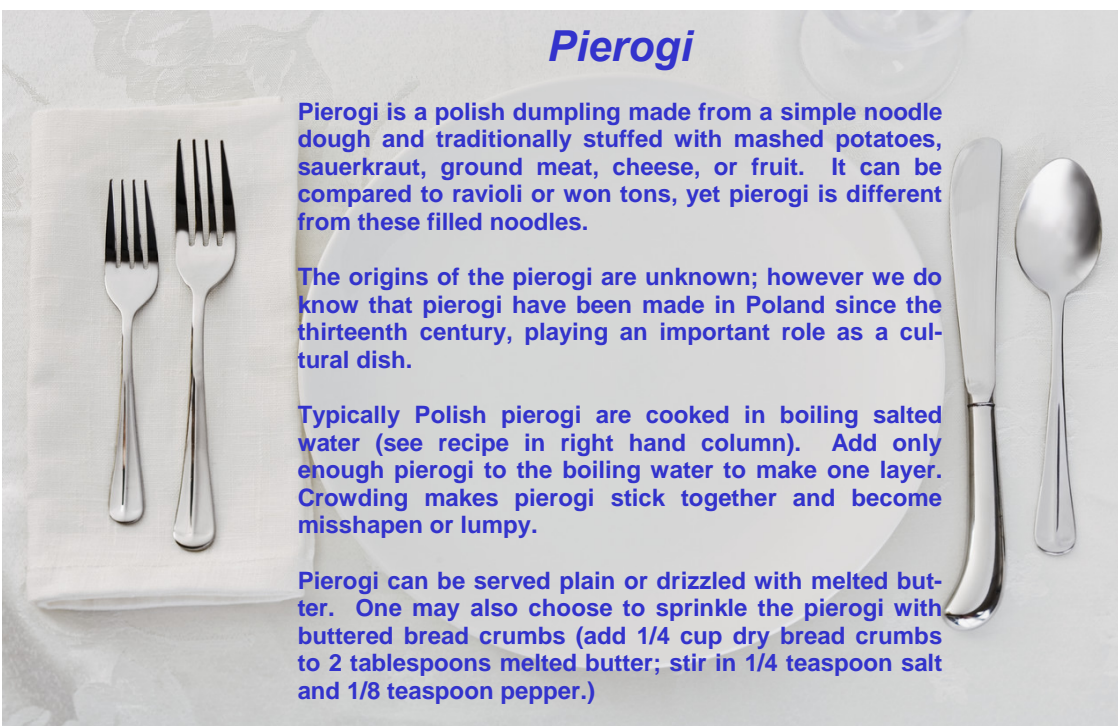 Pierogi
Pierogi is a polish dumpling made from a simple noodle
dough and traditionally stuffed with mashed potatoes,
sauerkraut, ground meat, cheese, or fruit. It can be
compared to ravioli or won tons, yet pierogi is different
from these filled noodles.
The origins of the pierogi are unknown; however we do
know that pierogi have been made in Poland since the
thirteenth century, playing an important role as a cul-
tural dish.
Typically Polish pierogi are cooked in boiling salted
water (see recipe in right hand column). Add only
enough pierogi to the boiling water to make one layer.
Crowding makes pierogi stick together and become
misshapen or lumpy.
Pierogi can be served plain or drizzled with melted but-
ter. One may also choose to sprinkle the pierogi with
buttered bread crumbs (add 1/4 cup dry bread crumbs
to 2 tablespoons melted butter; stir in 1/4 teaspoon salt
and 1/8 teaspoon pepper.)